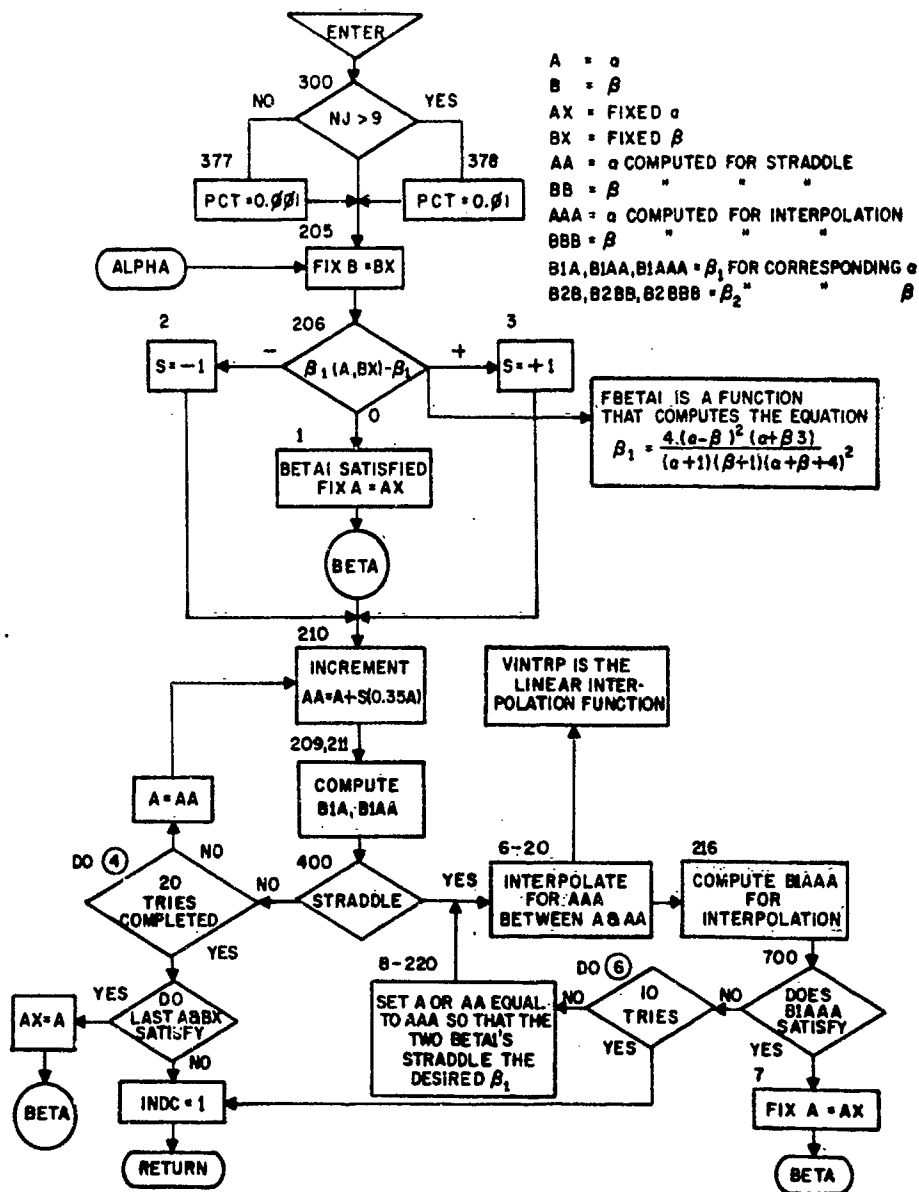 ENTER
300
NO
YES
NJ > 9
377
378
PCT = 0.ØØ1
PCT = 0.Ø1
205
ALPHA
FIX B = BX
A = α
B = β
AX = FIXED α
BX = FIXED β
AA = α COMPUTED FOR STRADDLE
BB = β " " "
AAA = α COMPUTED FOR INTERPOLATION
BBB = β " " "
B1A, B1AA, B1AAA = β₁ FOR CORRESPONDING α
B2B, B2BB, B2BBB = β₂ " " β
2
206
3
S = -1
-
β₁ (A, BX) - β₁
+
S = +1
0
1
BETA1 SATISFIED
FIX A = AX
FBETA1 IS A FUNCTION
THAT COMPUTES THE EQUATION
β₁ = 4.(α-β)² (α+β 3) / (α+1)(β+1)(α+β+4)²
BETA
210
INCREMENT
AA=A+S(0.35A)
VINTRP IS THE
LINEAR INTER-
POLATION FUNCTION
209,211
COMPUTE
B1A, B1AA
A = AA
DO ④
NO
20
TRIES
COMPLETED
NO
400
STRADDLE
YES
6-20
INTERPOLATE
FOR AAA
BETWEEN A & AA
216
COMPUTE B1AAA
FOR
INTERPOLATION
YES
8-220
SET A OR AA EQUAL
TO AAA SO THAT THE
TWO BETA1'S
STRADDLE THE
DESIRED β₁
DO ⑥
NO
10
TRIES
YES
NO
700
DOES
B1AAA
SATISFY
YES
7
FIX A = AX
BETA
AX = A
YES
DO
LAST A&BX
SATISFY
NO
BETA
INDC = 1
RETURN